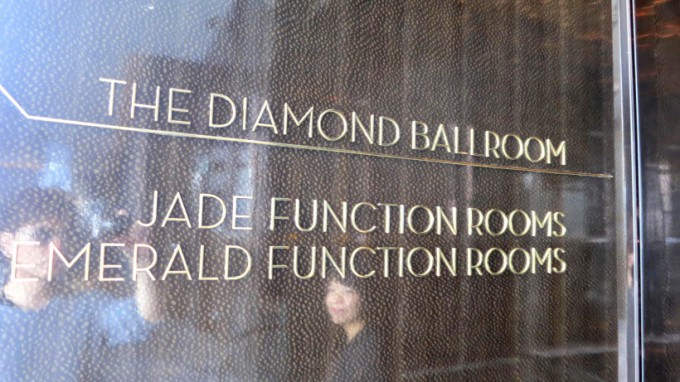 THE DIAMOND BALLROOM
JADE FUNCTION ROOMS
EMERALD FUNCTION ROOMS